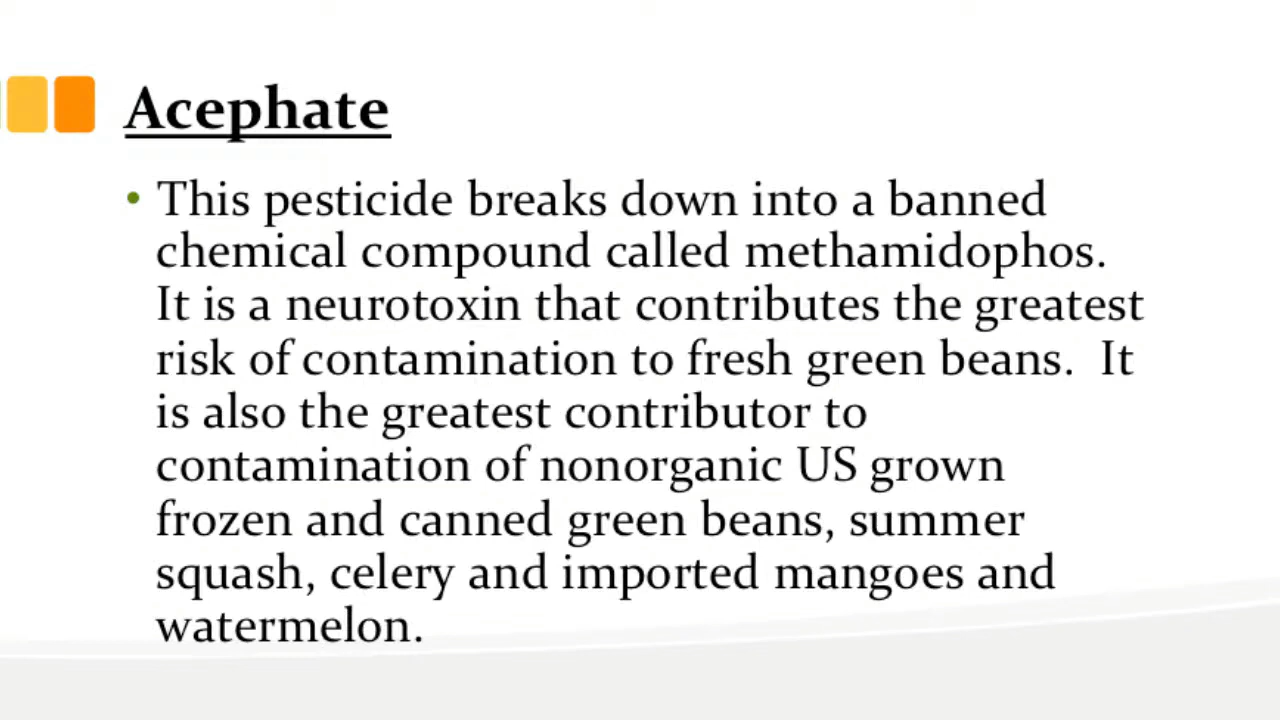 Acephate
• This pesticide breaks down into a banned
chemical compound called methamidophos.
It is a neurotoxin that contributes the greatest
risk of contamination to fresh green beans.  It
is also the greatest contributor to
contamination of nonorganic US grown
frozen and canned green beans, summer
squash, celery and imported mangoes and
watermelon.